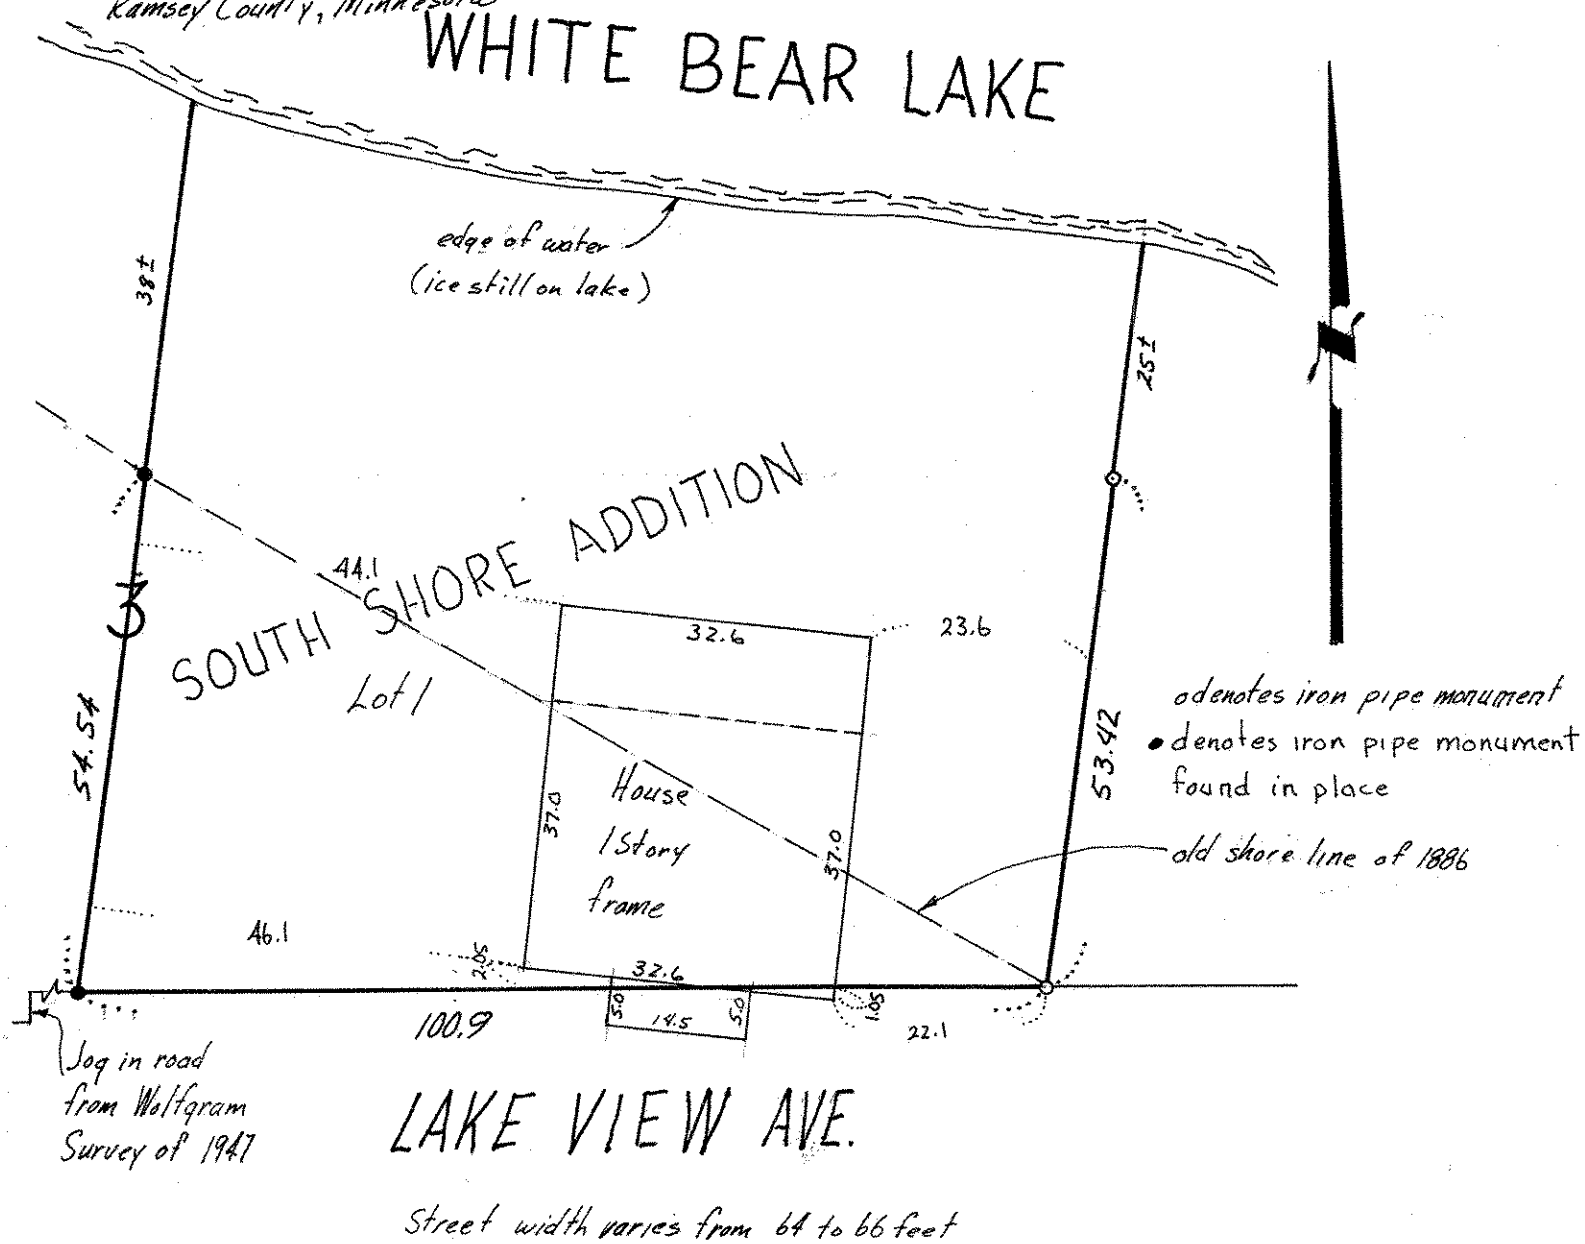 Ramsey County, Minnesota
WHITE BEAR LAKE
edge of water
(ice still on lake)
38±
25±
N
SOUTH SHORE ADDITION
44.1
32.6
23.6
Lot 1
54.54
53.42
o denotes iron pipe monument
● denotes iron pipe monument
found in place
House
1 Story
frame
37.0
37.0
old shore line of 1886
46.1
2.05
32.6
5.0
14.5
5.0
1.05
100.9
22.1
Jog in road
from Wolfgram
Survey of 1947
LAKE VIEW AVE.
Street width varies from 64 to 66 feet